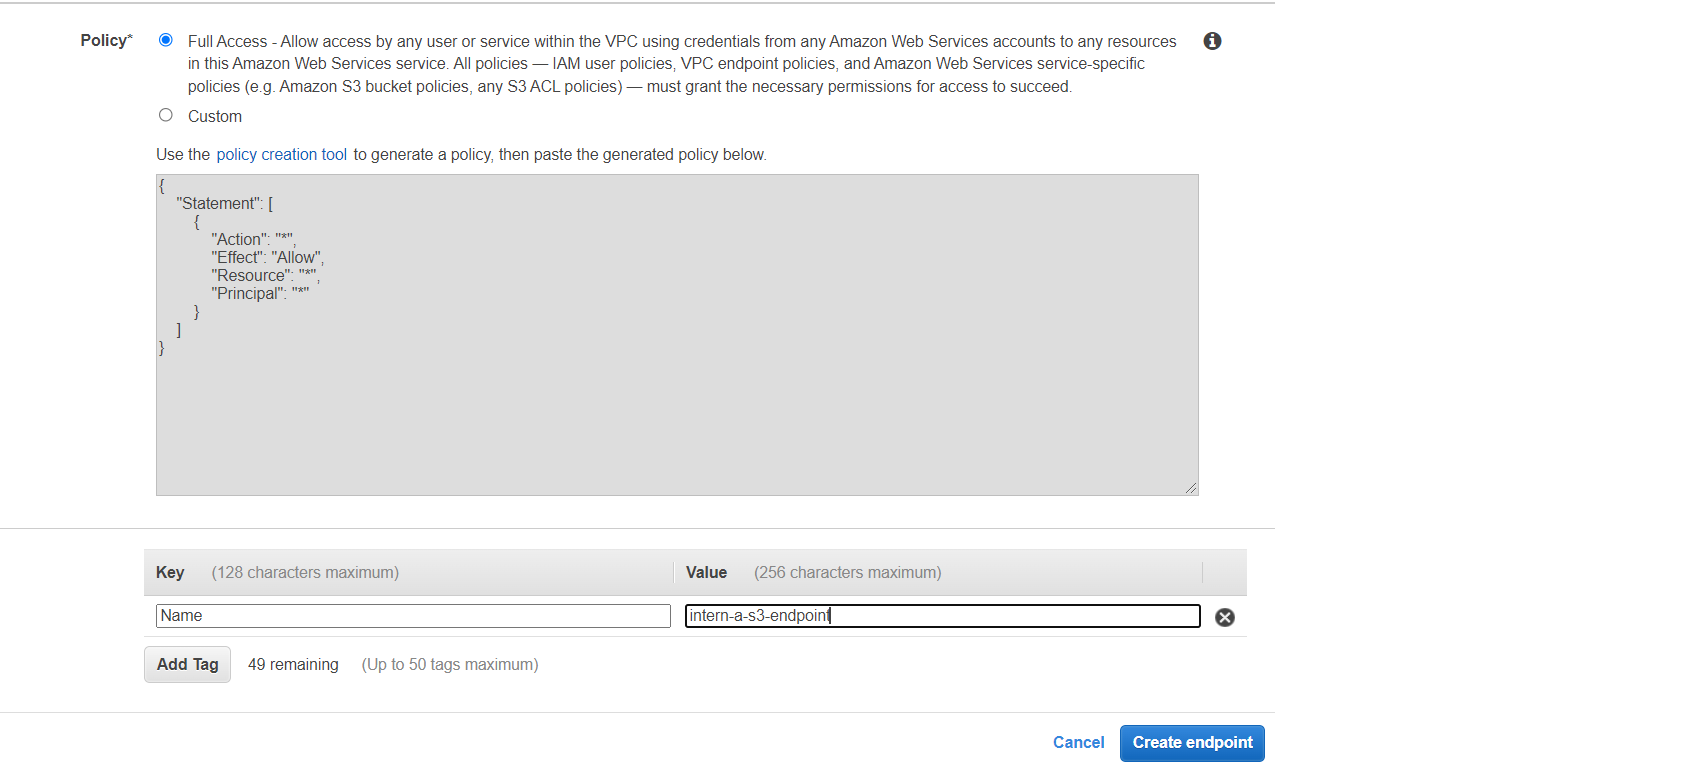 Policy* Full Access - Allow access by any user or service within the VPC using credentials from any Amazon Web Services accounts to any resources
in this Amazon Web Services service. All policies — IAM user policies, VPC endpoint policies, and Amazon Web Services service-specific
policies (e.g. Amazon S3 bucket policies, any S3 ACL policies) — must grant the necessary permissions for access to succeed.
Custom
Use the policy creation tool to generate a policy, then paste the generated policy below.
{
"Statement": [
{
"Action": "*",
"Effect": "Allow",
"Resource": "*",
"Principal": "*"
}
]
}
Key (128 characters maximum) Value (256 characters maximum)
Name intern-a-s3-endpoint
Add Tag 49 remaining (Up to 50 tags maximum)
Cancel Create endpoint